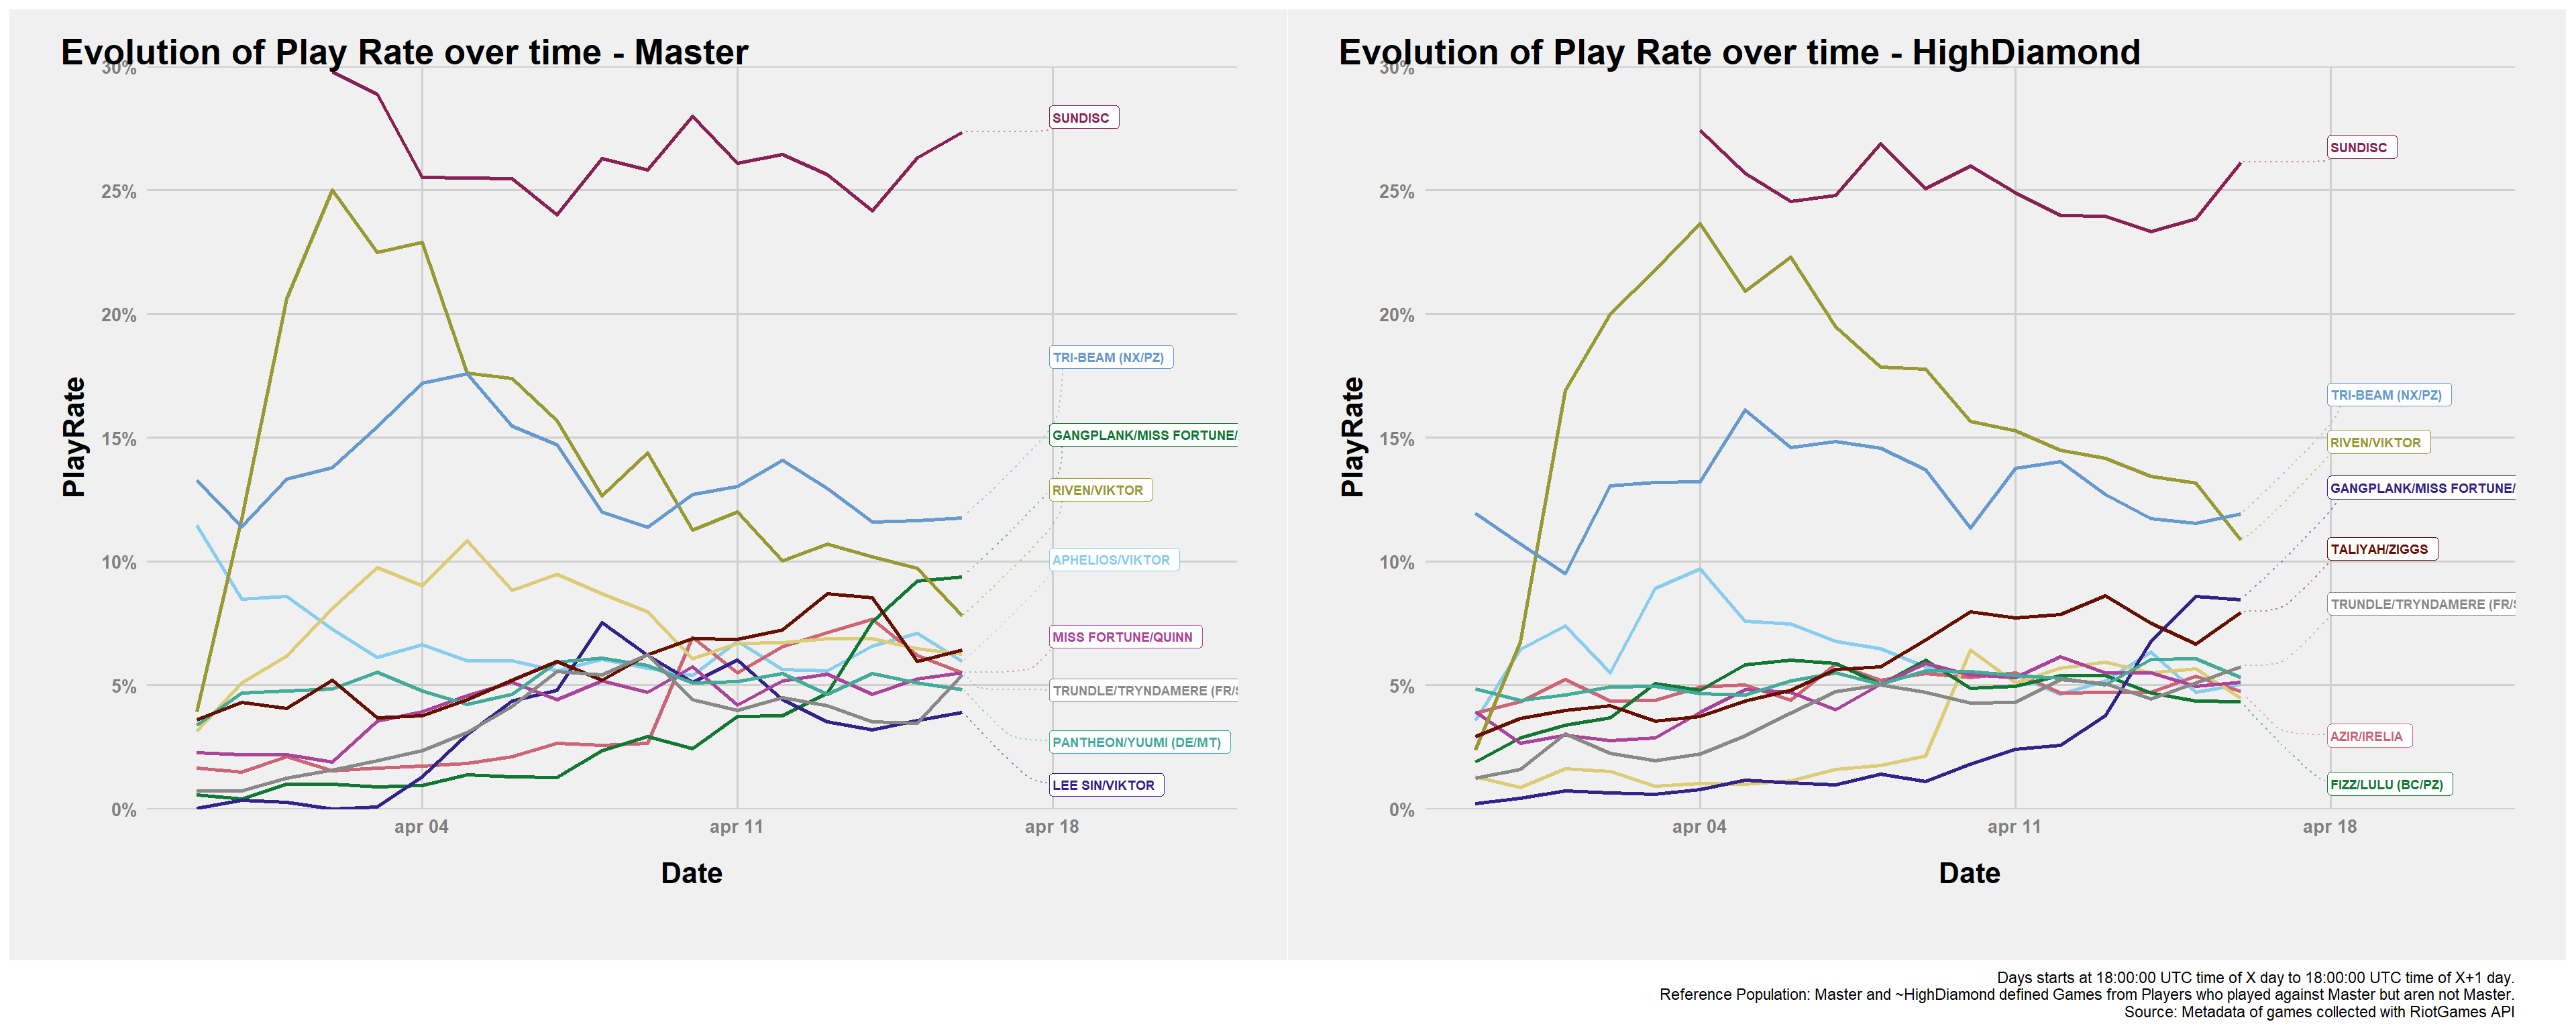 Evolution of Play Rate over time - Master
30%
25%
20%
15%
10%
5%
0%
PlayRate
SUNDISC
TRI-BEAM (NX/PZ)
GANGPLANK/MISS FORTUNE/
RIVEN/VIKTOR
APHELIOS/VIKTOR
MISS FORTUNE/QUINN
TRUNDLE/TRYNDAMERE (FR/S
PANTHEON/YUUMI (DE/MT)
LEE SIN/VIKTOR
apr 04
apr 11
apr 18
Date
Evolution of Play Rate over time - HighDiamond
30%
25%
20%
15%
10%
5%
0%
PlayRate
SUNDISC
TRI-BEAM (NX/PZ)
RIVEN/VIKTOR
GANGPLANK/MISS FORTUNE/
TALIYAH/ZIGGS
TRUNDLE/TRYNDAMERE (FR/S
AZIR/IRELIA
FIZZ/LULU (BC/PZ)
apr 04
apr 11
apr 18
Date
Days starts at 18:00:00 UTC time of X day to 18:00:00 UTC time of X+1 day.
Reference Population: Master and ~HighDiamond defined Games from Players who played against Master but aren not Master.
Source: Metadata of games collected with RiotGames API